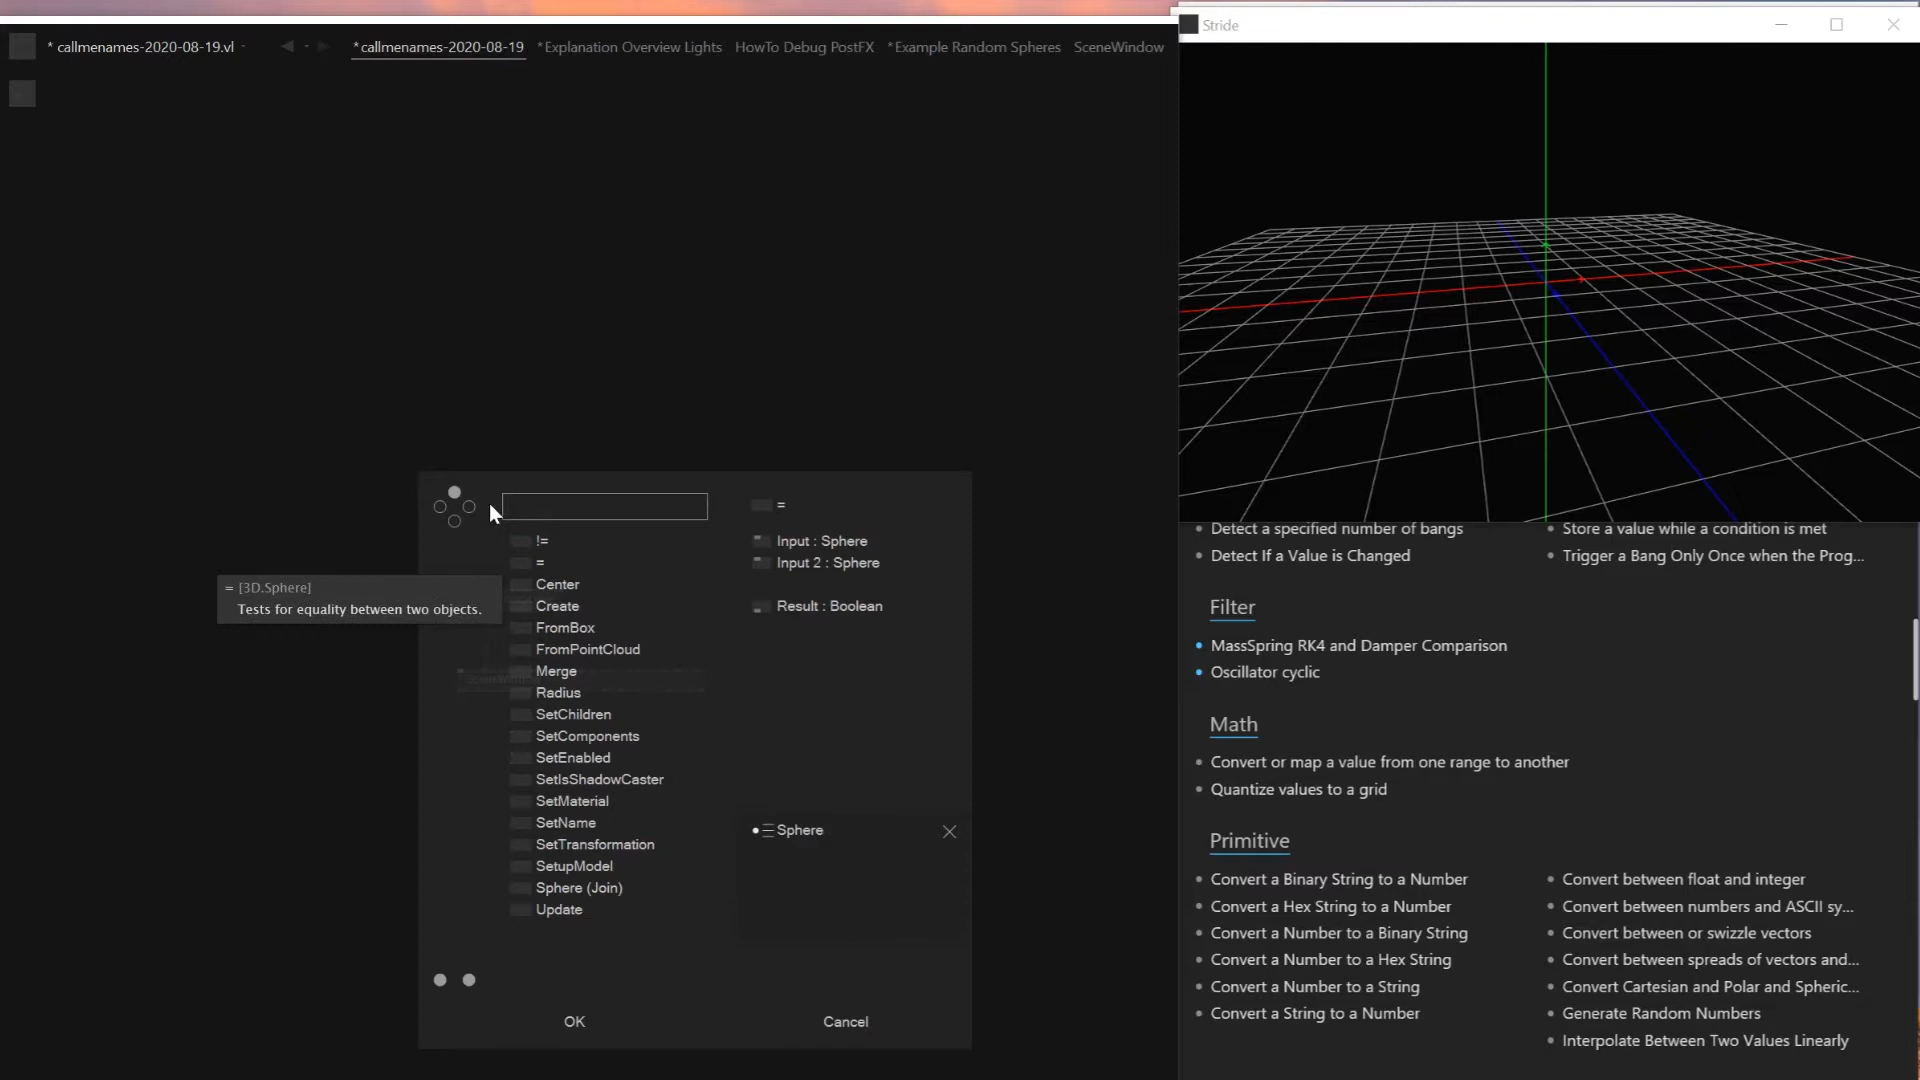 * callmenames-2020-08-19.vl
*callmenames-2020-08-19 *Explanation Overview Lights HowTo Debug PostFX *Example Random Spheres SceneWindow
Stride
= [3D.Sphere]
Tests for equality between two objects.
!=
=
Center
Create
FromBox
FromPointCloud
Merge
Radius
SetChildren
SetComponents
SetEnabled
SetIsShadowCaster
SetMaterial
SetName
SetTransformation
SetupModel
Sphere (Join)
Update
=
Input : Sphere
Input 2 : Sphere
Result : Boolean
Sphere
OK
Cancel
Detect a specified number of bangs
Detect If a Value is Changed
Store a value while a condition is met
Trigger a Bang Only Once when the Prog...
Filter
MassSpring RK4 and Damper Comparison
Oscillator cyclic
Math
Convert or map a value from one range to another
Quantize values to a grid
Primitive
Convert a Binary String to a Number
Convert a Hex String to a Number
Convert a Number to a Binary String
Convert a Number to a Hex String
Convert a Number to a String
Convert a String to a Number
Convert between float and integer
Convert between numbers and ASCII sy...
Convert between or swizzle vectors
Convert between spreads of vectors and...
Convert Cartesian and Polar and Spheric...
Generate Random Numbers
Interpolate Between Two Values Linearly